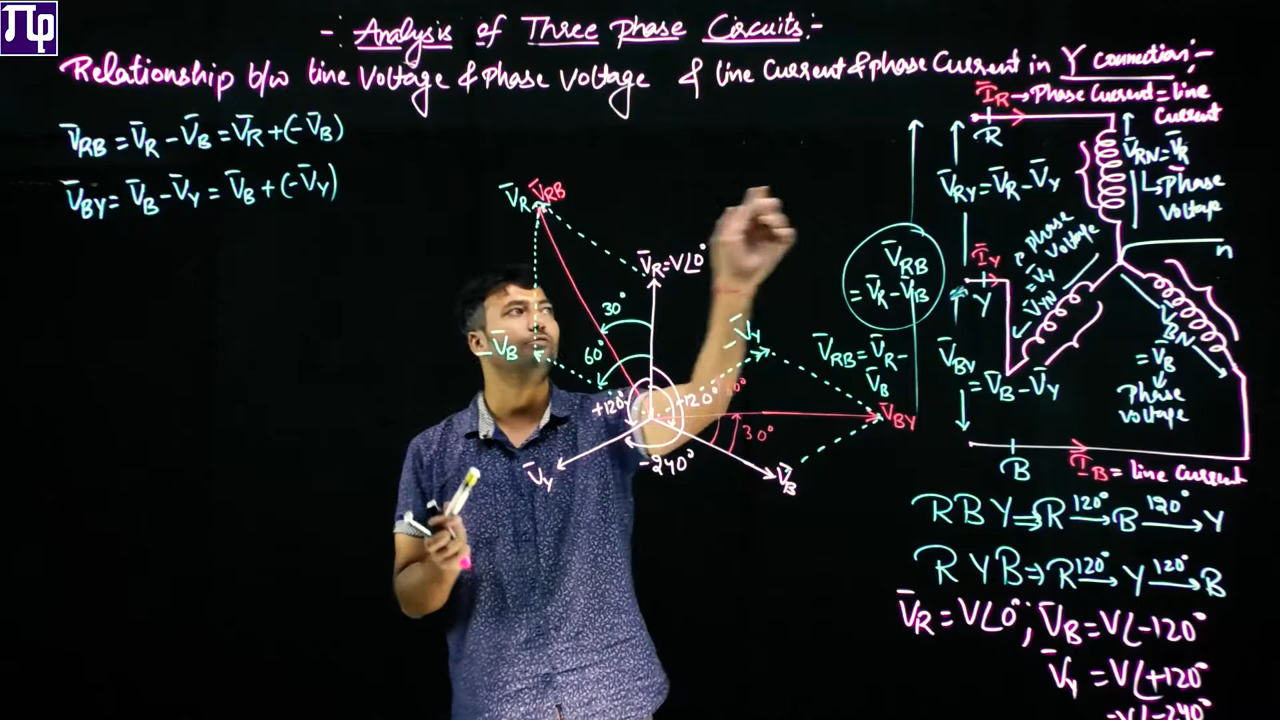 Πφ
-: Analysis of Three phase Circuits:-
Relationship b/w Line Voltage & Phase Voltage & Line Current & phase Current in Y connection:-
V̄RB = V̄R - V̄B = V̄R + (-V̄B)
V̄BY = V̄B - V̄Y = V̄B + (-V̄Y)
ĪR → Phase Current = line Current
R
V̄RN = V̄R
↳ Phase Voltage
V̄RY = V̄R - V̄Y
V̄R V̄RB
V̄R = V∠0°
30°
60°
-V̄B
-V̄Y
+120°
-120°
30°
V̄BY
-240°
V̄Y
V̄B
V̄RB = V̄R - V̄B
V̄RB = V̄R - V̄B
ĪY
Y
phase Voltage
= V̄Y
V̄YN
n
V̄BN
= V̄B
Phase Voltage
V̄BY = V̄B - V̄Y
B
ĪB = line Current
RBY ⇒ R 120° → B 120° → Y
RYB ⇒ R 120° → Y 120° → B
V̄R = V∠0°; V̄B = V∠-120°
V̄Y = V∠+120°
= V∠-240°